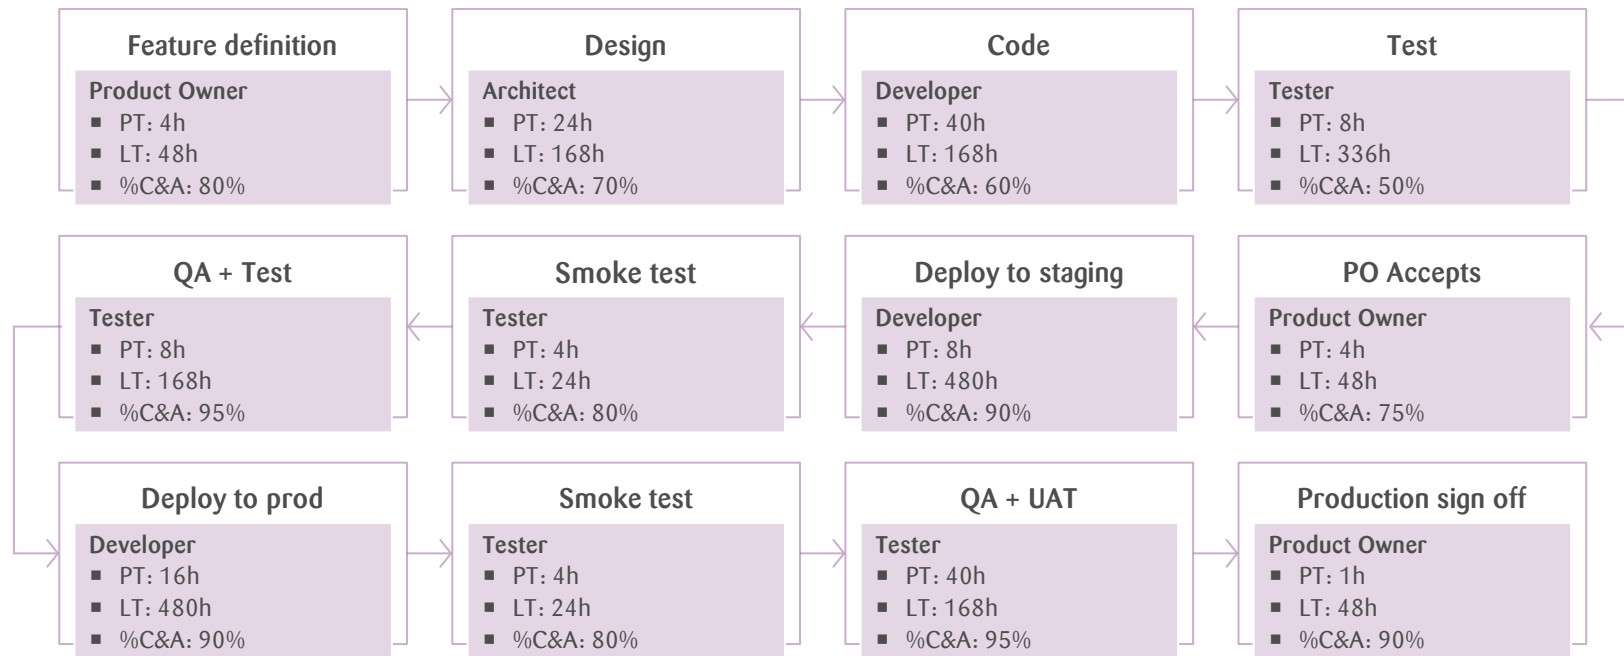 Feature definition
Product Owner
▪ PT: 4h
▪ LT: 48h
▪ %C&A: 80%
Design
Architect
▪ PT: 24h
▪ LT: 168h
▪ %C&A: 70%
Code
Developer
▪ PT: 40h
▪ LT: 168h
▪ %C&A: 60%
Test
Tester
▪ PT: 8h
▪ LT: 336h
▪ %C&A: 50%
PO Accepts
Product Owner
▪ PT: 4h
▪ LT: 48h
▪ %C&A: 75%
Deploy to staging
Developer
▪ PT: 8h
▪ LT: 480h
▪ %C&A: 90%
Smoke test
Tester
▪ PT: 4h
▪ LT: 24h
▪ %C&A: 80%
QA + Test
Tester
▪ PT: 8h
▪ LT: 168h
▪ %C&A: 95%
Deploy to prod
Developer
▪ PT: 16h
▪ LT: 480h
▪ %C&A: 90%
Smoke test
Tester
▪ PT: 4h
▪ LT: 24h
▪ %C&A: 80%
QA + UAT
Tester
▪ PT: 40h
▪ LT: 168h
▪ %C&A: 95%
Production sign off
Product Owner
▪ PT: 1h
▪ LT: 48h
▪ %C&A: 90%